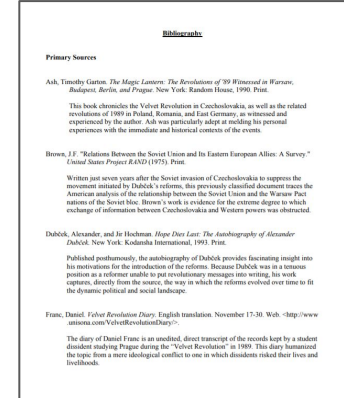 Bibliography
Primary Sources
Ash, Timothy Garton. The Magic Lantern: The Revolutions of '89 Witnessed in Warsaw,
Budapest, Berlin, and Prague. New York: Random House, 1990. Print.
This book chronicles the Velvet Revolution in Czechoslovakia, as well as the related
revolutions of 1989 in Poland, Romania, and East Germany, as witnessed and
experienced by the author. Ash was particularly adept at melding his personal
experiences with the immediate and historical contexts of the events.
Brown, J.F. "Relations Between the Soviet Union and Its Eastern European Allies: A Survey."
United States Project RAND (1975). Print.
Written just seven years after the Soviet invasion of Czechoslovakia to suppress the
movement initiated by Dubček's reforms, this previously classified document traces the
American analysis of the relationship between the Soviet Union and the Warsaw Pact
nations of the Soviet bloc. Brown's work is evidence for the extreme degree to which
exchange of information between Czechoslovakia and Western powers was obstructed.
Dubček, Alexander, and Jir Hochman. Hope Dies Last: The Autobiography of Alexander
Dubček. New York: Kodansha International, 1993. Print.
Published posthumously, the autobiography of Dubček provides fascinating insight into
his motivations for the introduction of the reforms. Because Dubček was in a tenuous
position as a reformer unable to put revolutionary messages into writing, his work
captures, directly from the source, the way in which the reforms evolved over time to fit
the dynamic political and social landscape.
Franc, Daniel. Velvet Revolution Diary. English translation. November 17-30. Web. <http://www
.unisona.com/VelvetRevolutionDiary/>.
The diary of Daniel Franc is an unedited, direct transcript of the records kept by a student
dissident studying Prague during the "Velvet Revolution" in 1989. This diary humanized
the topic from a mere ideological conflict to one in which dissidents risked their lives and
livelihoods.